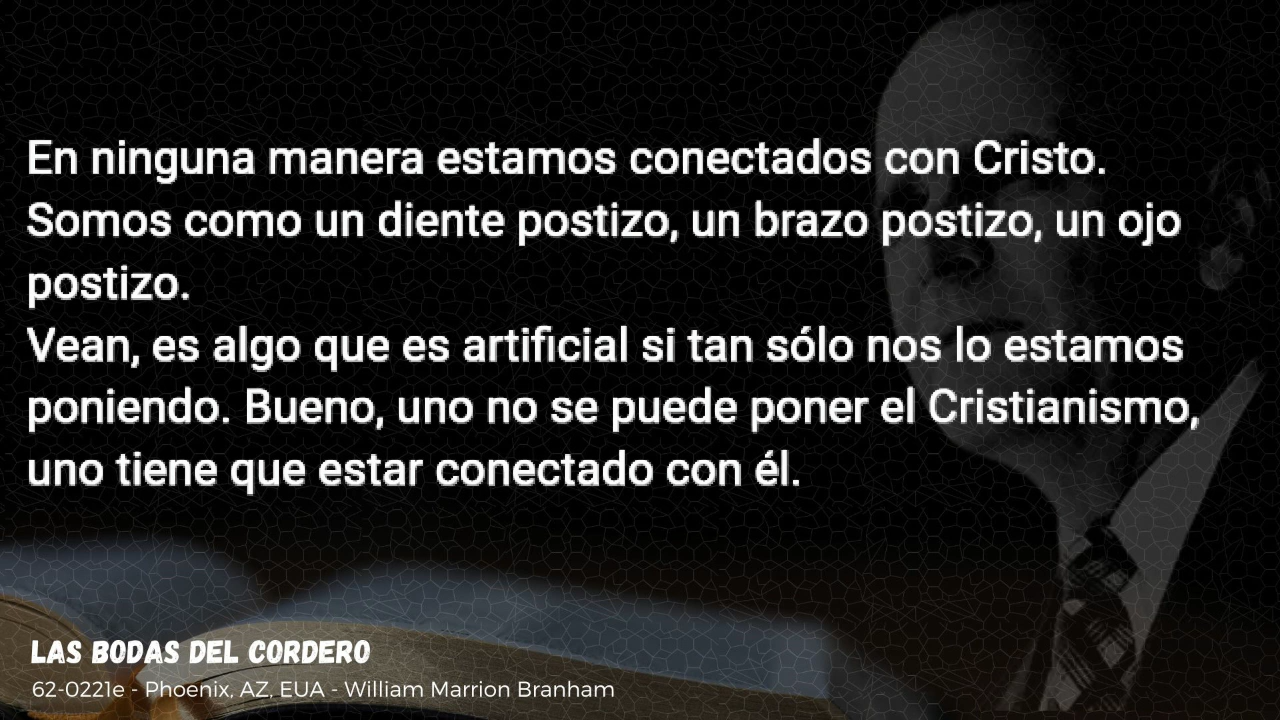 En ninguna manera estamos conectados con Cristo.
Somos como un diente postizo, un brazo postizo, un ojo
postizo.
Vean, es algo que es artificial si tan sólo nos lo estamos
poniendo. Bueno, uno no se puede poner el Cristianismo,
uno tiene que estar conectado con él.
LAS BODAS DEL CORDERO
62-0221e - Phoenix, AZ, EUA - William Marrion Branham